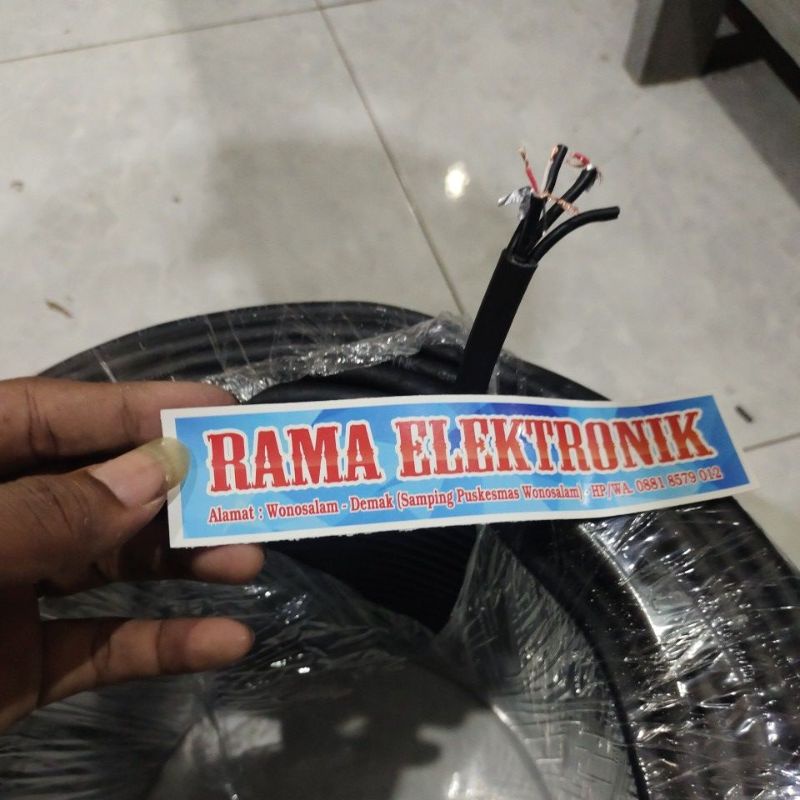 RAMA ELEKTRONIK
Alamat : Wonosalam - Demak (Samping Puskesmas Wonosalam) - HP/WA. 0881 8579 012